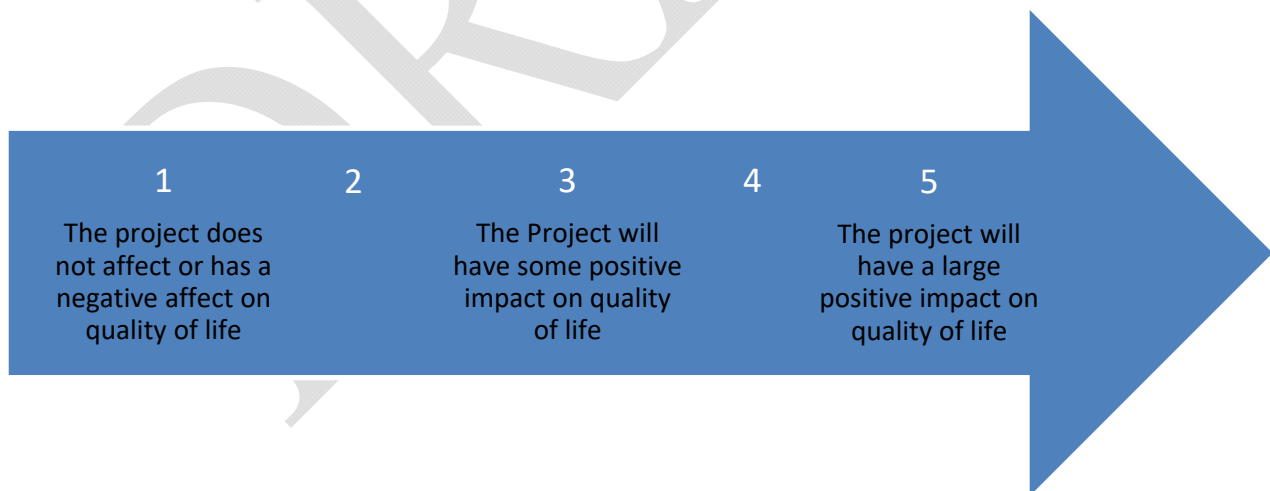 1 2 3 4 5
The project does
not affect or has a
negative affect on
quality of life
The Project will
have some positive
impact on quality
of life
The project will
have a large
positive impact on
quality of life